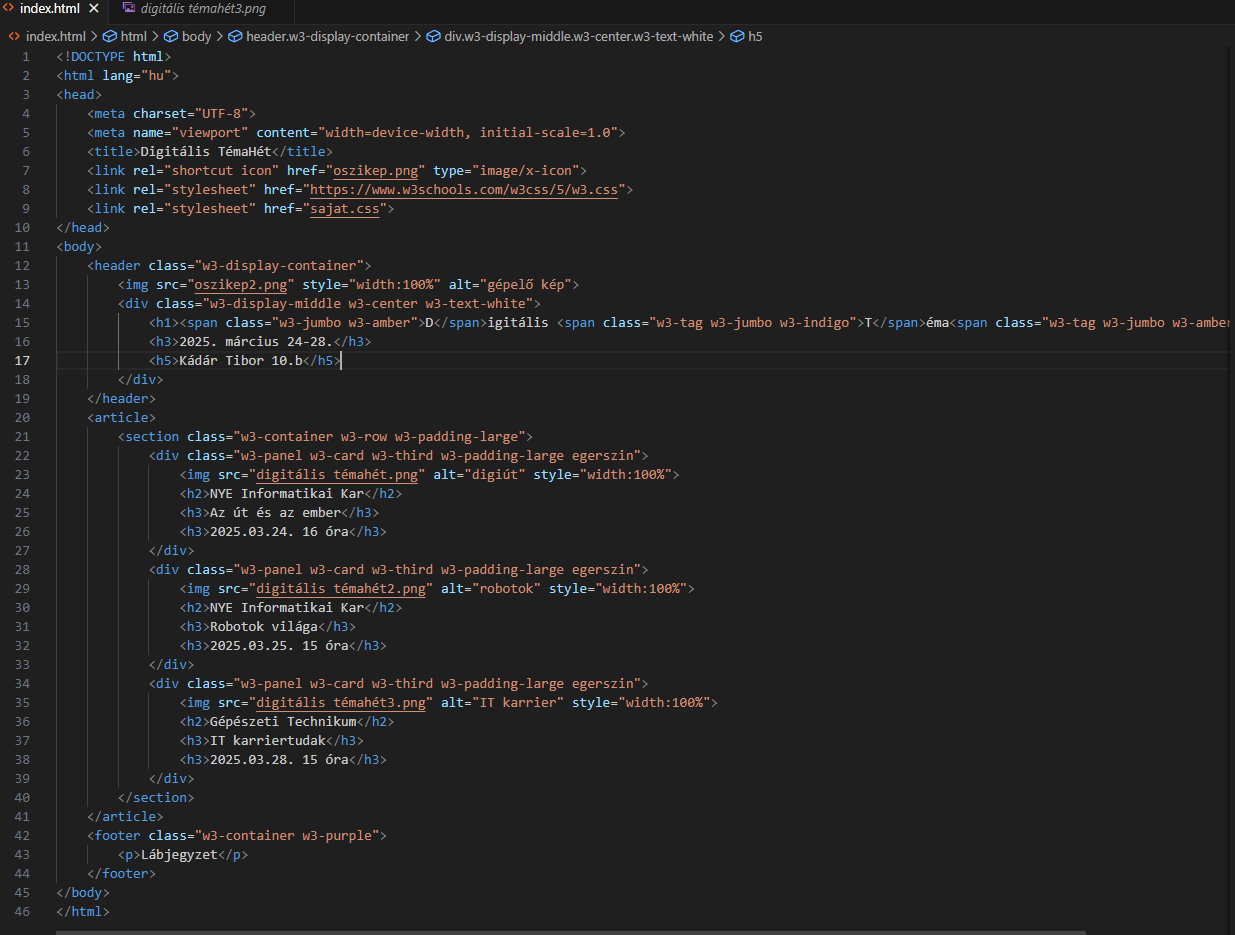 index.html
digitális témahét3.png
index.html > html > body > header.w3-display-container > div.w3-display-middle.w3-center.w3-text-white > h5
1 <!DOCTYPE html>
2 <html lang="hu">
3 <head>
4 <meta charset="UTF-8">
5 <meta name="viewport" content="width=device-width, initial-scale=1.0">
6 <title>Digitális TémaHét</title>
7 <link rel="shortcut icon" href="oszikep.png" type="image/x-icon">
8 <link rel="stylesheet" href="https://www.w3schools.com/w3css/5/w3.css">
9 <link rel="stylesheet" href="sajat.css">
10 </head>
11 <body>
12 <header class="w3-display-container">
13 <img src="oszikep2.png" style="width:100%" alt="gépelő kép">
14 <div class="w3-display-middle w3-center w3-text-white">
15 <h1><span class="w3-jumbo w3-amber">D</span>igitális <span class="w3-tag w3-jumbo w3-indigo">T</span>éma<span class="w3-tag w3-jumbo w3-amber
16 <h3>2025. március 24-28.</h3>
17 <h5>Kádár Tibor 10.b</h5>
18 </div>
19 </header>
20 <article>
21 <section class="w3-container w3-row w3-padding-large">
22 <div class="w3-panel w3-card w3-third w3-padding-large egerszin">
23 <img src="digitális témahét.png" alt="digiút" style="width:100%">
24 <h2>NYE Informatikai Kar</h2>
25 <h3>Az út és az ember</h3>
26 <h3>2025.03.24. 16 óra</h3>
27 </div>
28 <div class="w3-panel w3-card w3-third w3-padding-large egerszin">
29 <img src="digitális témahét2.png" alt="robotok" style="width:100%">
30 <h2>NYE Informatikai Kar</h2>
31 <h3>Robotok világa</h3>
32 <h3>2025.03.25. 15 óra</h3>
33 </div>
34 <div class="w3-panel w3-card w3-third w3-padding-large egerszin">
35 <img src="digitális témahét3.png" alt="IT karrier" style="width:100%">
36 <h2>Gépészeti Technikum</h2>
37 <h3>IT karriertudak</h3>
38 <h3>2025.03.28. 15 óra</h3>
39 </div>
40 </section>
41 </article>
42 <footer class="w3-container w3-purple">
43 <p>Lábjegyzet</p>
44 </footer>
45 </body>
46 </html>